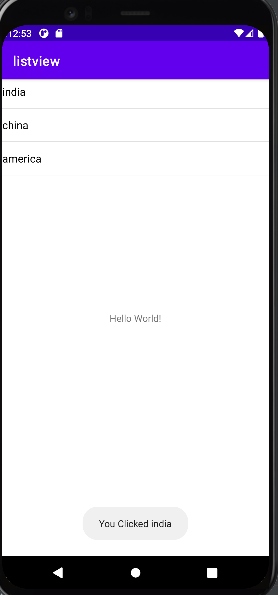 12:53
listview
india
china
america
Hello World!
You Clicked india